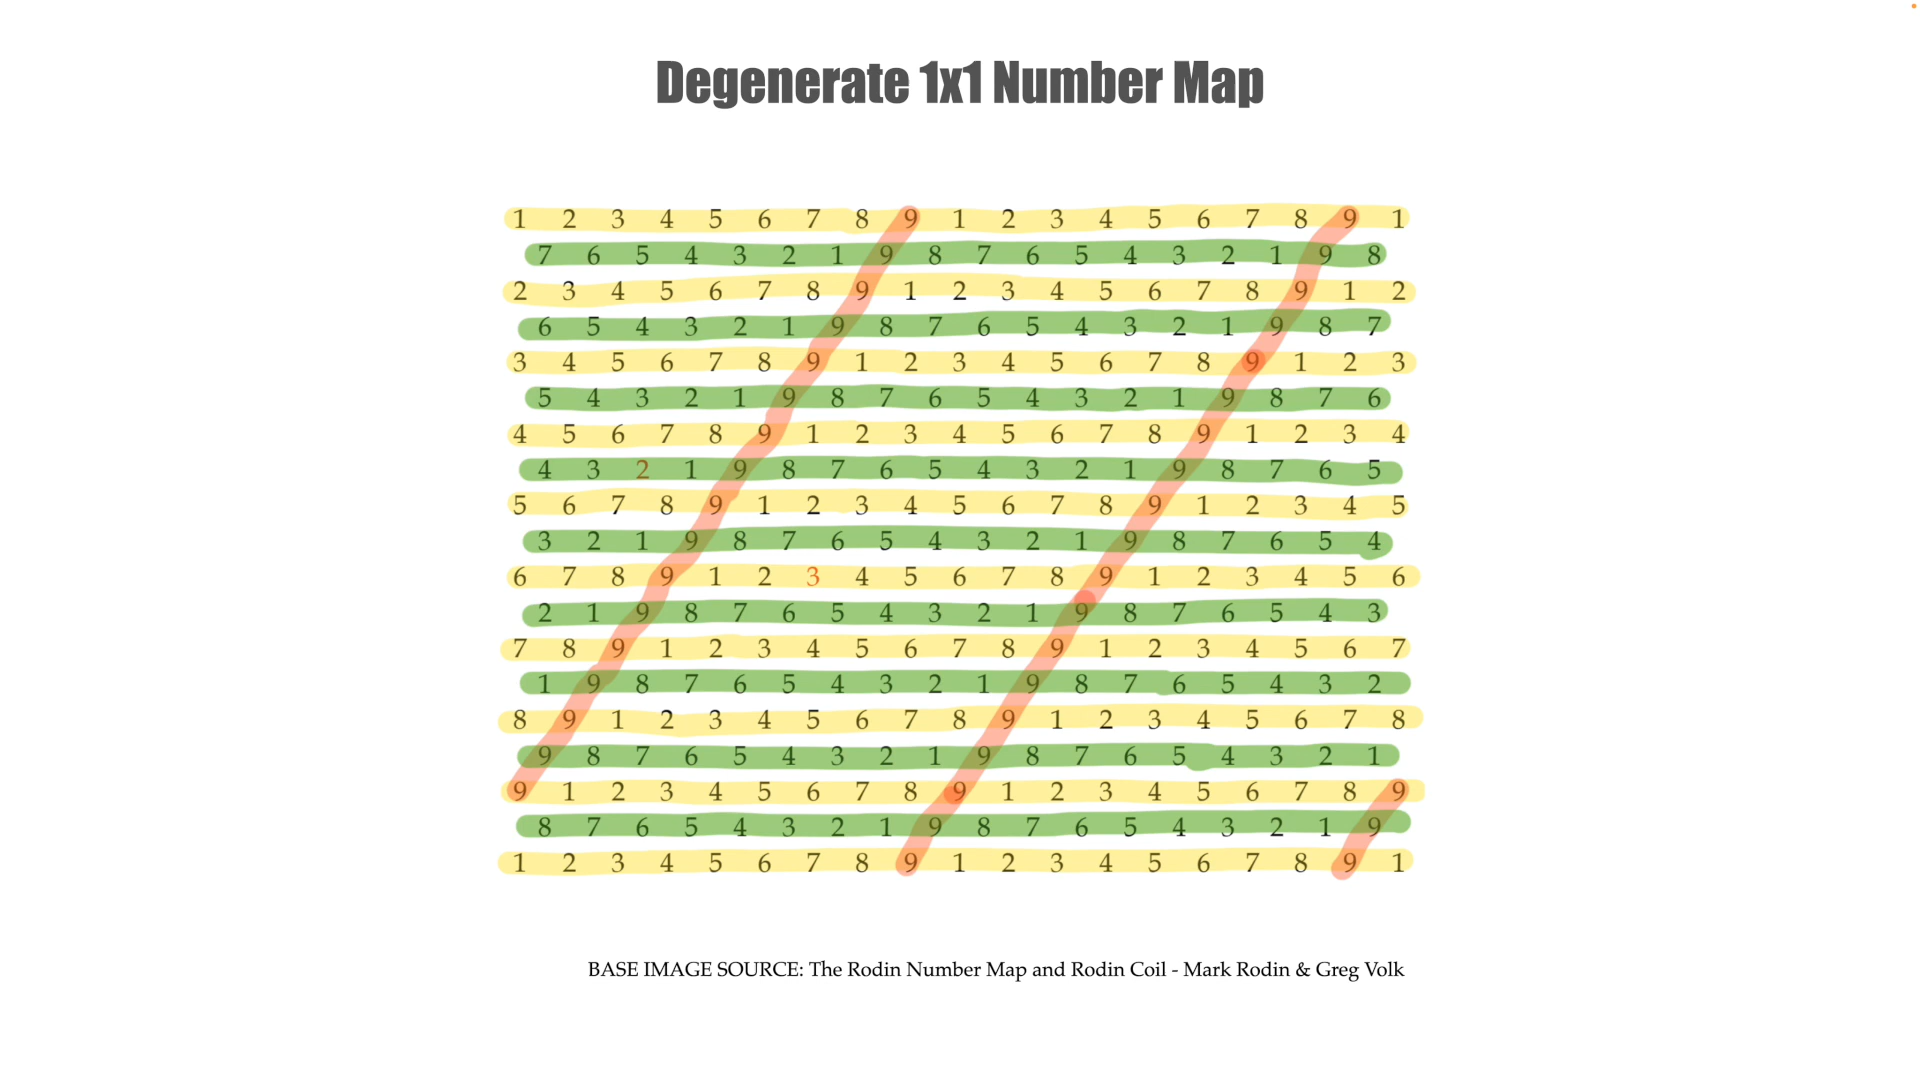 Degenerate 1x1 Number Map
1 2 3 4 5 6 7 8 9 1 2 3 4 5 6 7 8 9 1
7 6 5 4 3 2 1 9 8 7 6 5 4 3 2 1 9 8
2 3 4 5 6 7 8 9 1 2 3 4 5 6 7 8 9 1 2
6 5 4 3 2 1 9 8 7 6 5 4 3 2 1 9 8 7
3 4 5 6 7 8 9 1 2 3 4 5 6 7 8 9 1 2 3
5 4 3 2 1 9 8 7 6 5 4 3 2 1 9 8 7 6
4 5 6 7 8 9 1 2 3 4 5 6 7 8 9 1 2 3 4
4 3 2 1 9 8 7 6 5 4 3 2 1 9 8 7 6 5
5 6 7 8 9 1 2 3 4 5 6 7 8 9 1 2 3 4 5
3 2 1 9 8 7 6 5 4 3 2 1 9 8 7 6 5 4
6 7 8 9 1 2 3 4 5 6 7 8 9 1 2 3 4 5 6
2 1 9 8 7 6 5 4 3 2 1 9 8 7 6 5 4 3
7 8 9 1 2 3 4 5 6 7 8 9 1 2 3 4 5 6 7
1 9 8 7 6 5 4 3 2 1 9 8 7 6 5 4 3 2
8 9 1 2 3 4 5 6 7 8 9 1 2 3 4 5 6 7 8
9 8 7 6 5 4 3 2 1 9 8 7 6 5 4 3 2 1
9 1 2 3 4 5 6 7 8 9 1 2 3 4 5 6 7 8 9
8 7 6 5 4 3 2 1 9 8 7 6 5 4 3 2 1 9
1 2 3 4 5 6 7 8 9 1 2 3 4 5 6 7 8 9 1
BASE IMAGE SOURCE: The Rodin Number Map and Rodin Coil - Mark Rodin & Greg Volk